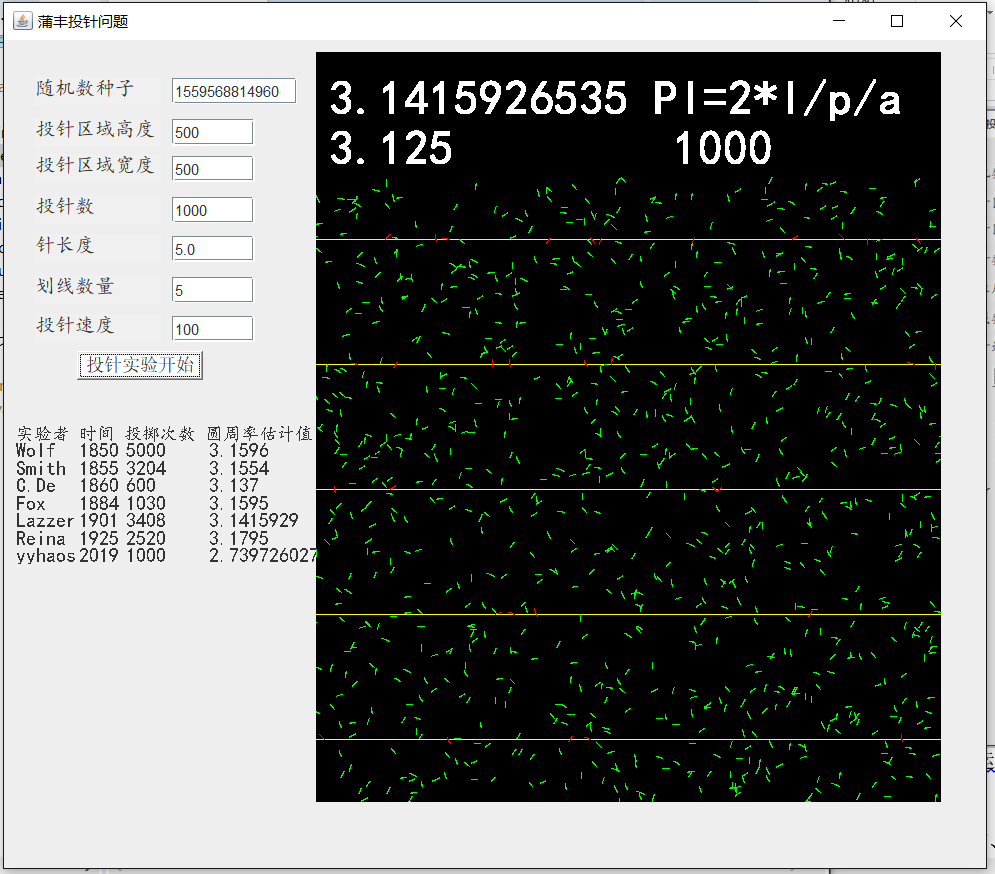 蒲丰投针问题
随机数种子 1559568814960
投针区域高度 500
投针区域宽度 500
投针数 1000
针长度 5.0
划线数量 5
投针速度 100
投针实验开始
实验者 时间 投掷次数 圆周率估计值
Wolf 1850 5000 3.1596
Smith 1855 3204 3.1554
C.De 1860 600 3.137
Fox 1884 1030 3.1595
Lazzer 1901 3408 3.1415929
Reina 1925 2520 3.1795
yyhaos 2019 1000 2.739726027
3.1415926535 PI=2*l/p/a
3.125 1000